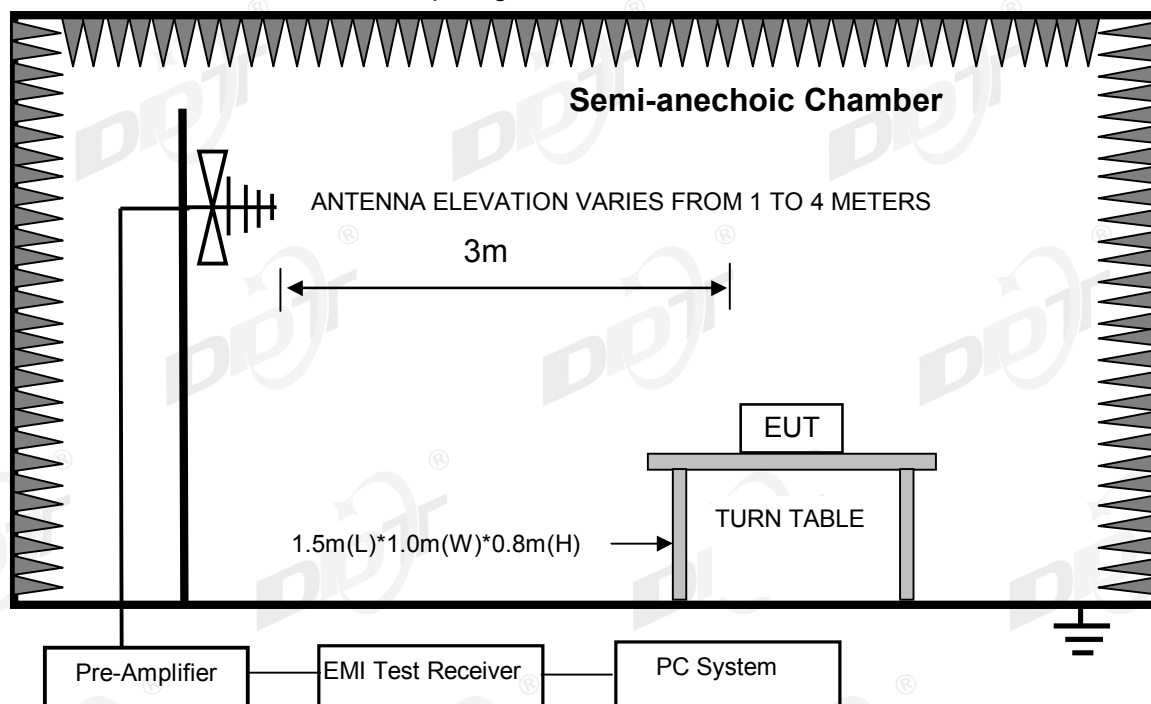 Semi-anechoic Chamber
ANTENNA ELEVATION VARIES FROM 1 TO 4 METERS
3m
EUT
TURN TABLE
1.5m(L)*1.0m(W)*0.8m(H)
Pre-Amplifier
EMI Test Receiver
PC System
DDT®